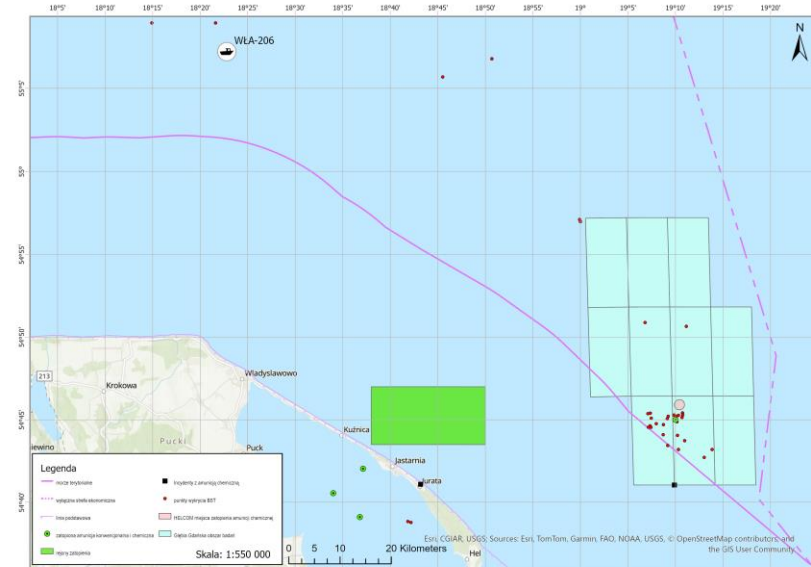 18°5' 18°10' 18°15' 18°20' 18°25' 18°30' 18°35' 18°40' 18°45' 18°50' 18°55' 19° 19°5' 19°10' 19°15' 19°20'
N
WŁA-206
55°5'
55°
54°55'
54°50'
54°45'
54°40'
213
Krokowa
Władysławowo
Kuźnica
iewino
Pucki
Puck
Jastarnia
Jurata
Hel
Legenda
morze terytorialne
wyłączna strefa ekonomiczna
linia podstawowa
zatopiona amunicja konwencjonalna i chemiczna
rejony zatopienia
Incydenty z amunicją chemiczną
punkty wykrycia BST
HELCOM miejsca zatopienia amunicji chemicznej
Głębia Gdańska obszar badań
Skala: 1:550 000
0 5 10 20 Kilometers
Esri, CGIAR, USGS, Sources: Esri, TomTom, Garmin, FAO, NOAA, USGS, © OpenStreetMap contributors, and
the GIS User Community